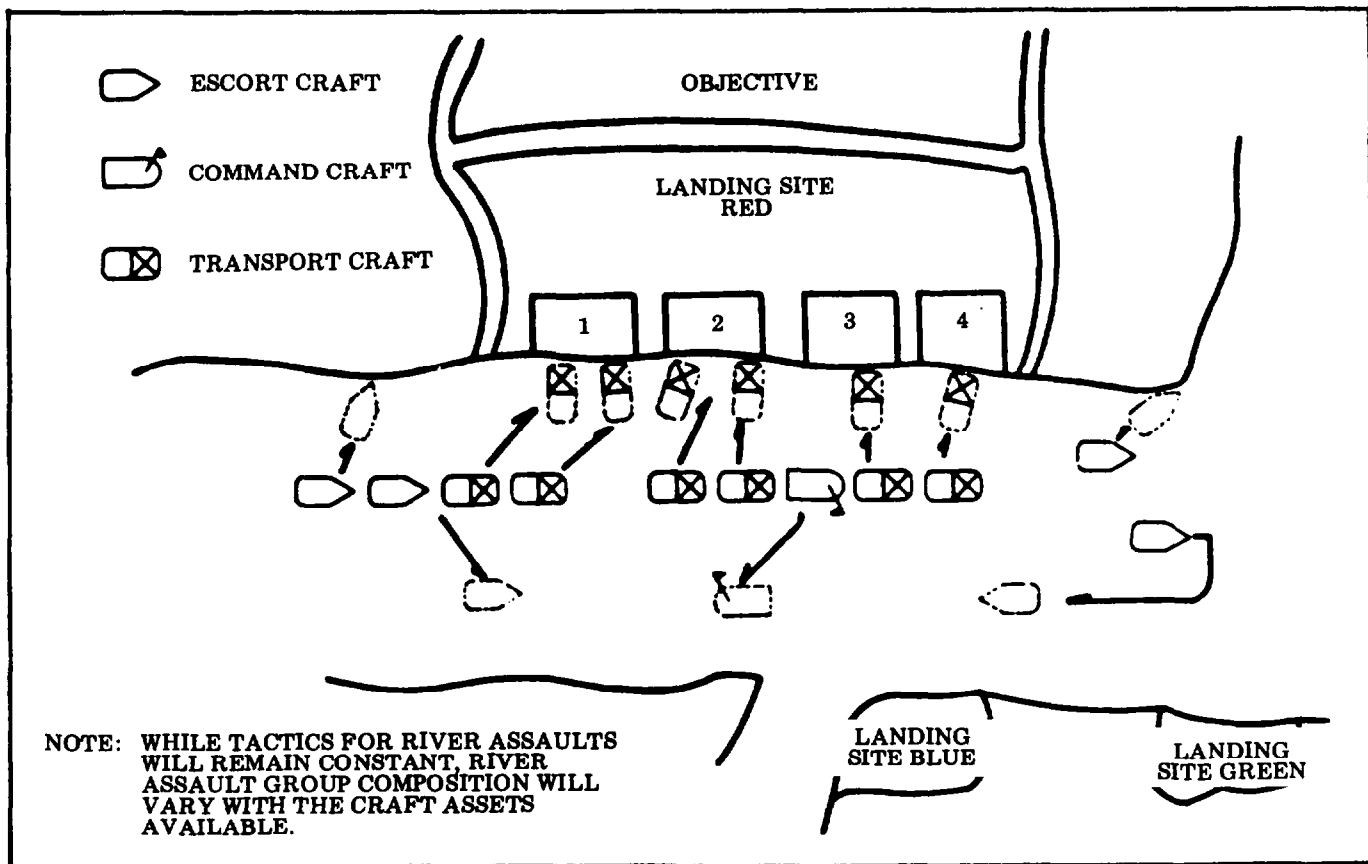 ESCORT CRAFT
COMMAND CRAFT
TRANSPORT CRAFT
OBJECTIVE
LANDING SITE
RED
1
2
3
4
LANDING
SITE BLUE
LANDING
SITE GREEN
NOTE: WHILE TACTICS FOR RIVER ASSAULTS
WILL REMAIN CONSTANT, RIVER
ASSAULT GROUP COMPOSITION WILL
VARY WITH THE CRAFT ASSETS
AVAILABLE.